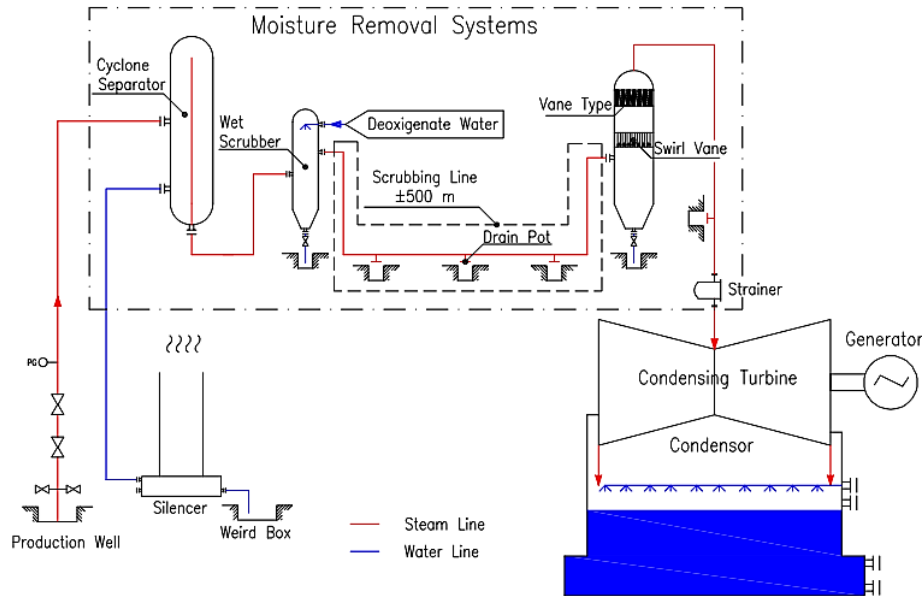 Moisture Removal Systems
Cyclone
Separator
Wet
Scrubber
Deoxigenate Water
Scrubbing Line
±500 m
Drain Pot
Vane Type
Swirl Vane
Strainer
Generator
Condensing Turbine
Condensor
PG
Silencer
Weird Box
Production Well
Steam Line
Water Line